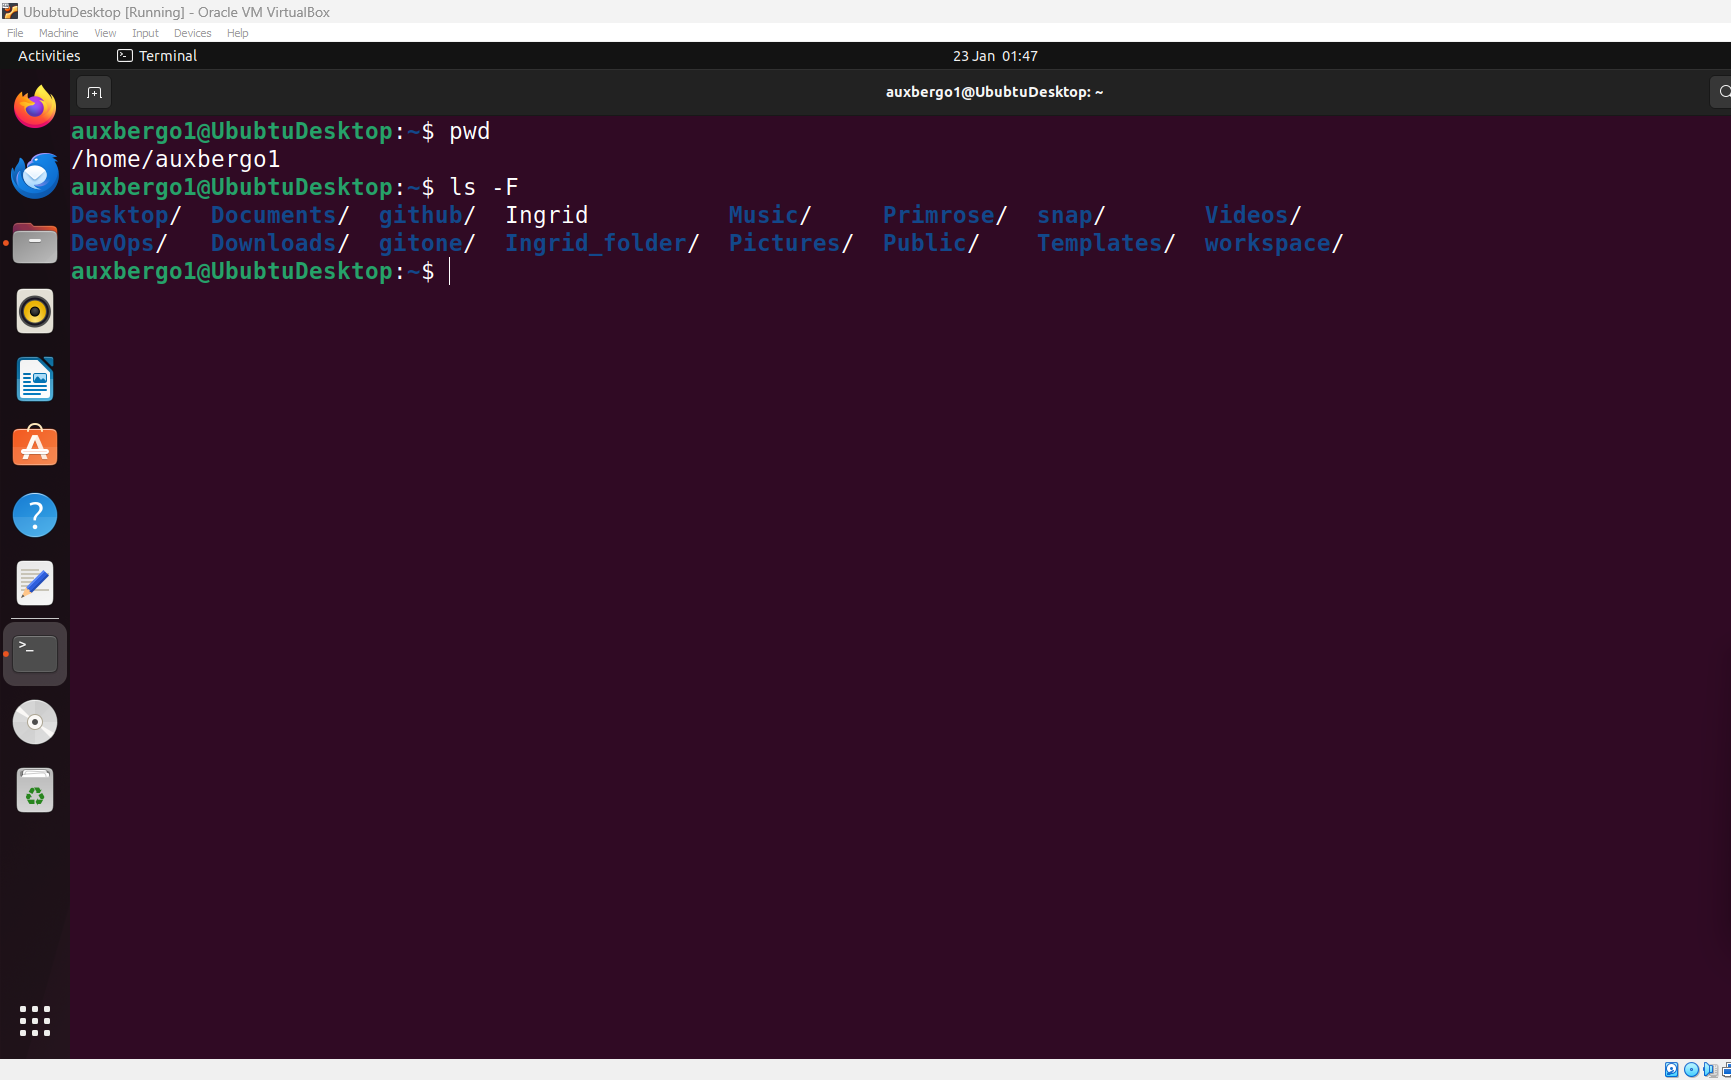 UbubtuDesktop [Running] - Oracle VM VirtualBox
File Machine View Input Devices Help
Activities Terminal 23 Jan 01:47
auxbergo1@UbubtuDesktop: ~
auxbergo1@UbubtuDesktop:~$ pwd
/home/auxbergo1
auxbergo1@UbubtuDesktop:~$ ls -F
Desktop/ Documents/ github/ Ingrid Music/ Primrose/ snap/ Videos/
DevOps/ Downloads/ gitone/ Ingrid_folder/ Pictures/ Public/ Templates/ workspace/
auxbergo1@UbubtuDesktop:~$